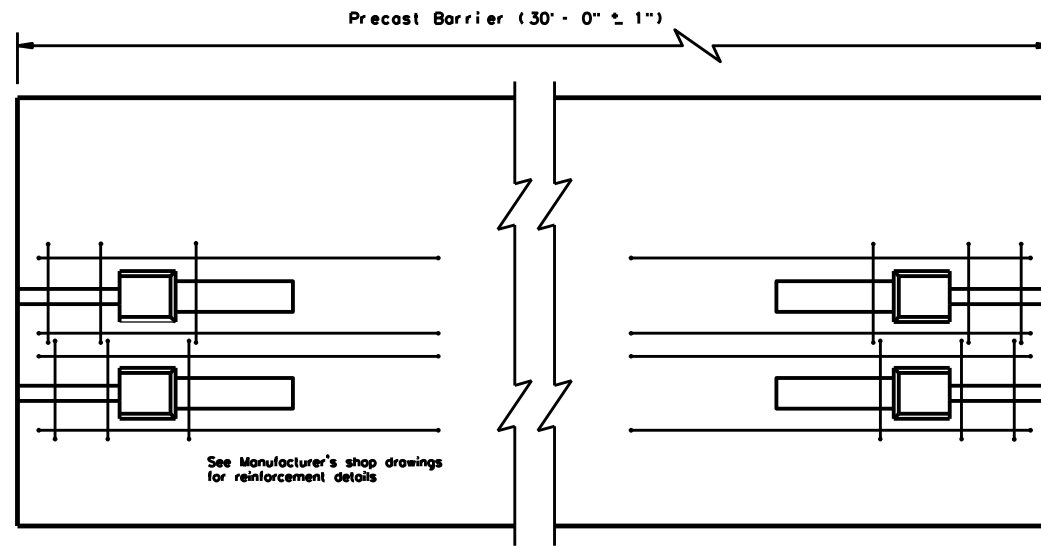 Precast Barrier (30' - 0" ± 1")
See Manufacturer's shop drawings
for reinforcement details